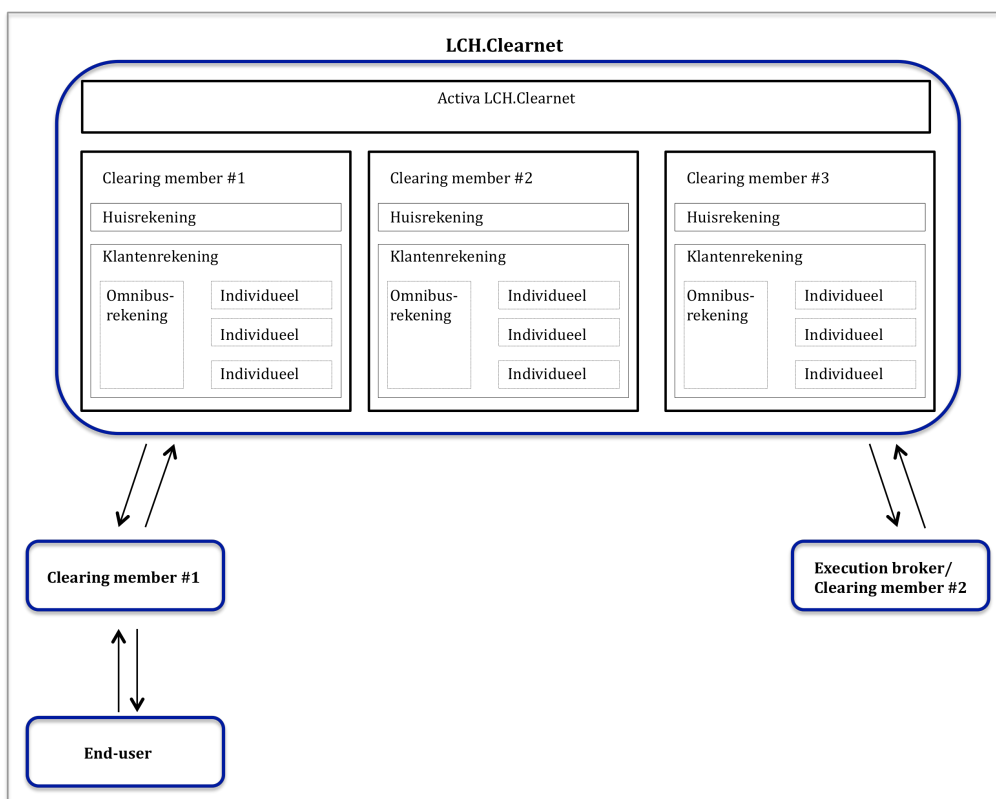 LCH.Clearnet
Activa LCH.Clearnet
Clearing member #1
Huisrekening
Klantenrekening
Omnibus-
rekening
Individueel
Individueel
Individueel
Clearing member #2
Huisrekening
Klantenrekening
Omnibus-
rekening
Individueel
Individueel
Individueel
Clearing member #3
Huisrekening
Klantenrekening
Omnibus-
rekening
Individueel
Individueel
Individueel
Clearing member #1
Execution broker/
Clearing member #2
End-user